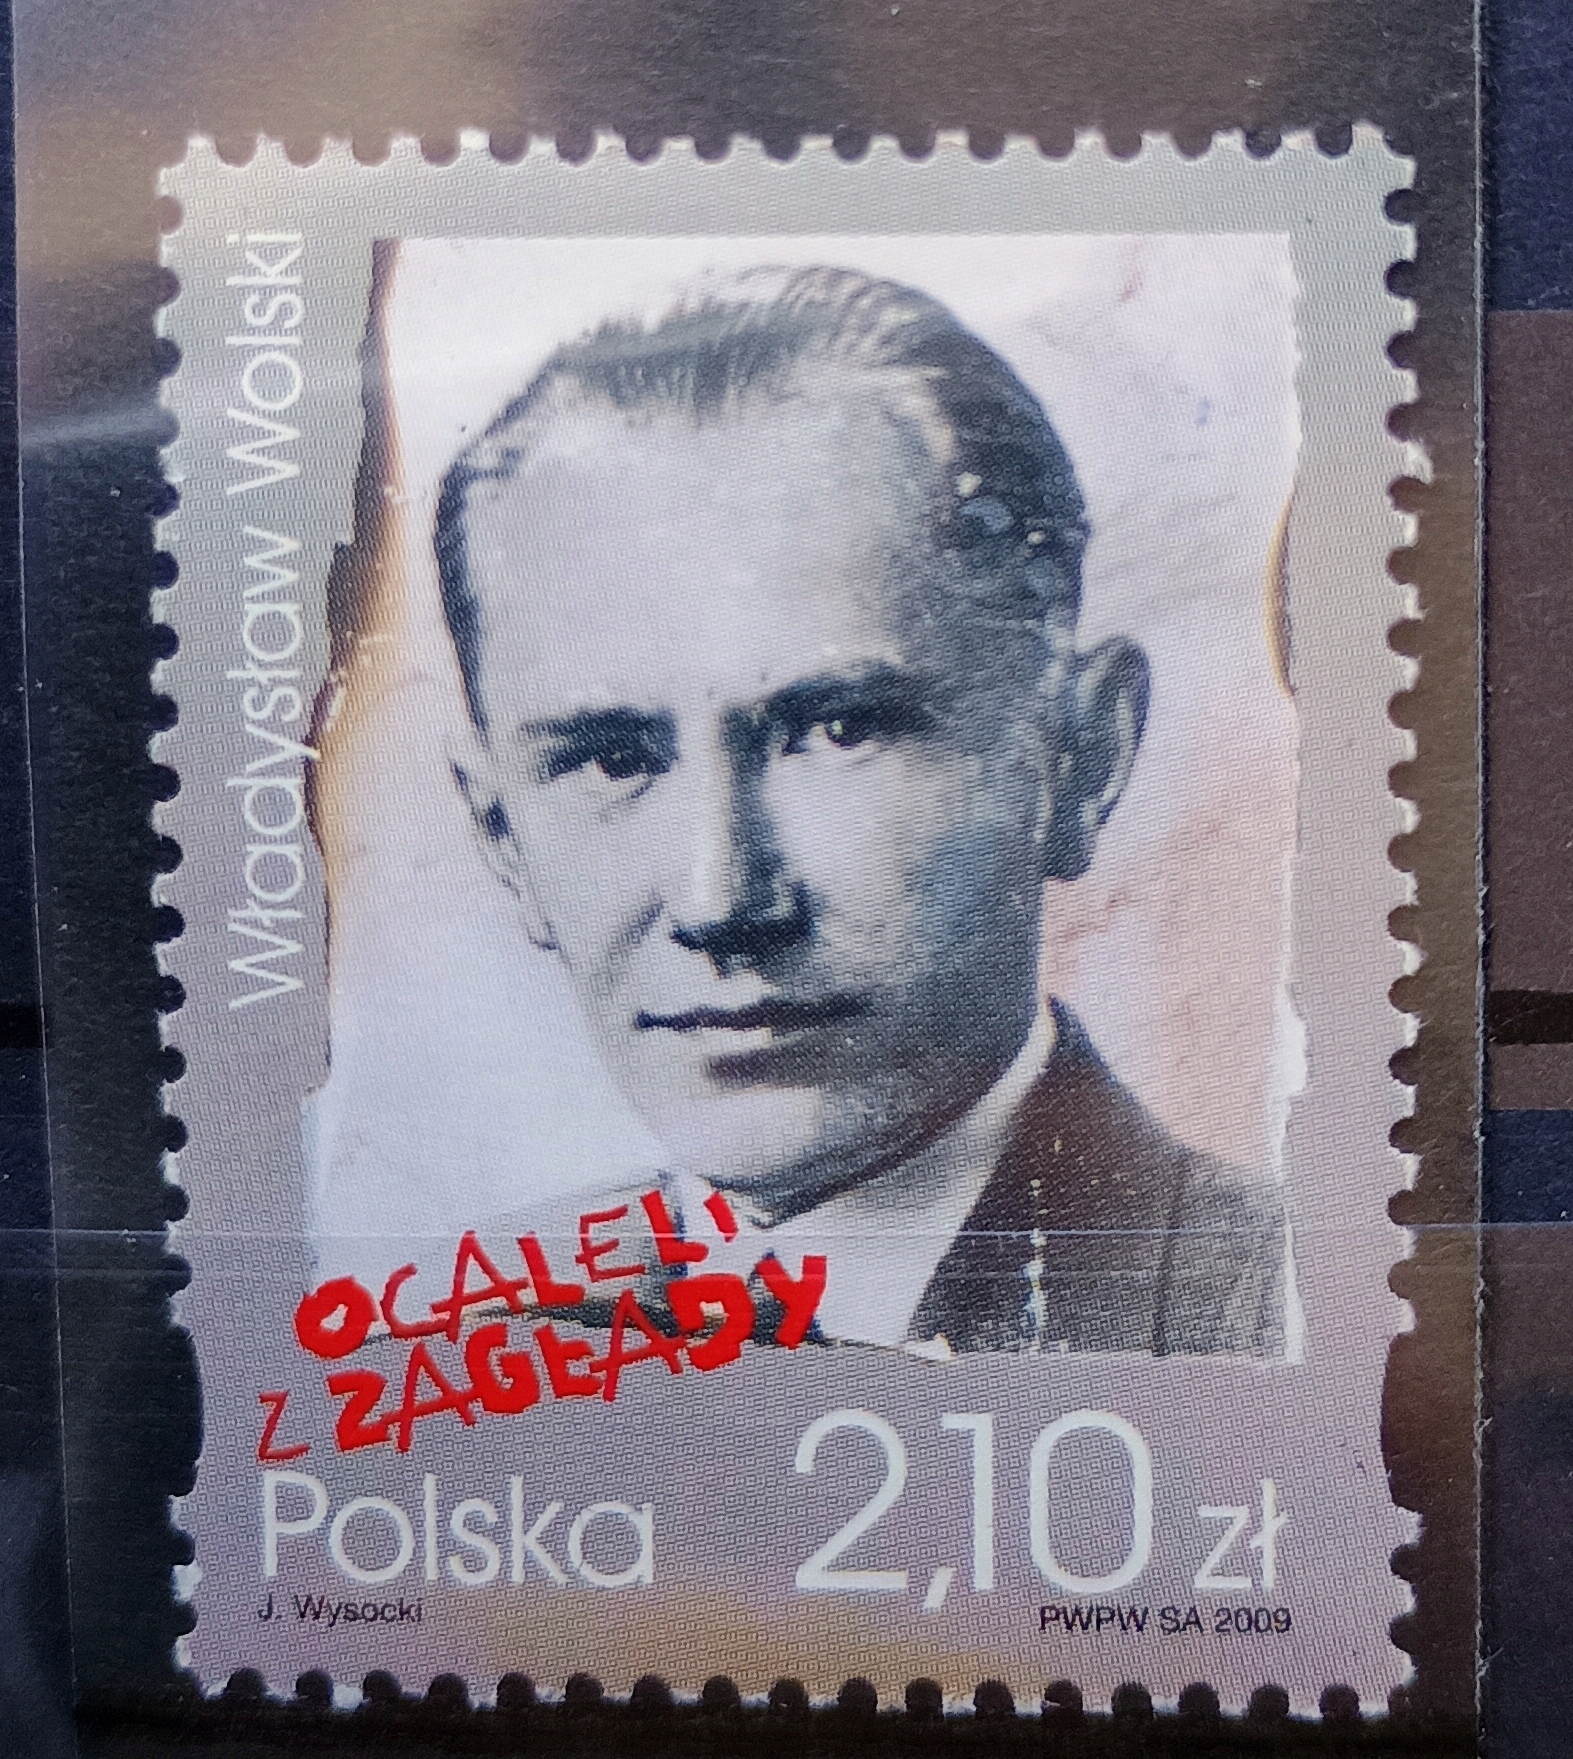 Władysław Wolski
OCALELI
Z ZAGŁADY
Polska 2,10 zł
J. Wysocki PWPW SA 2009